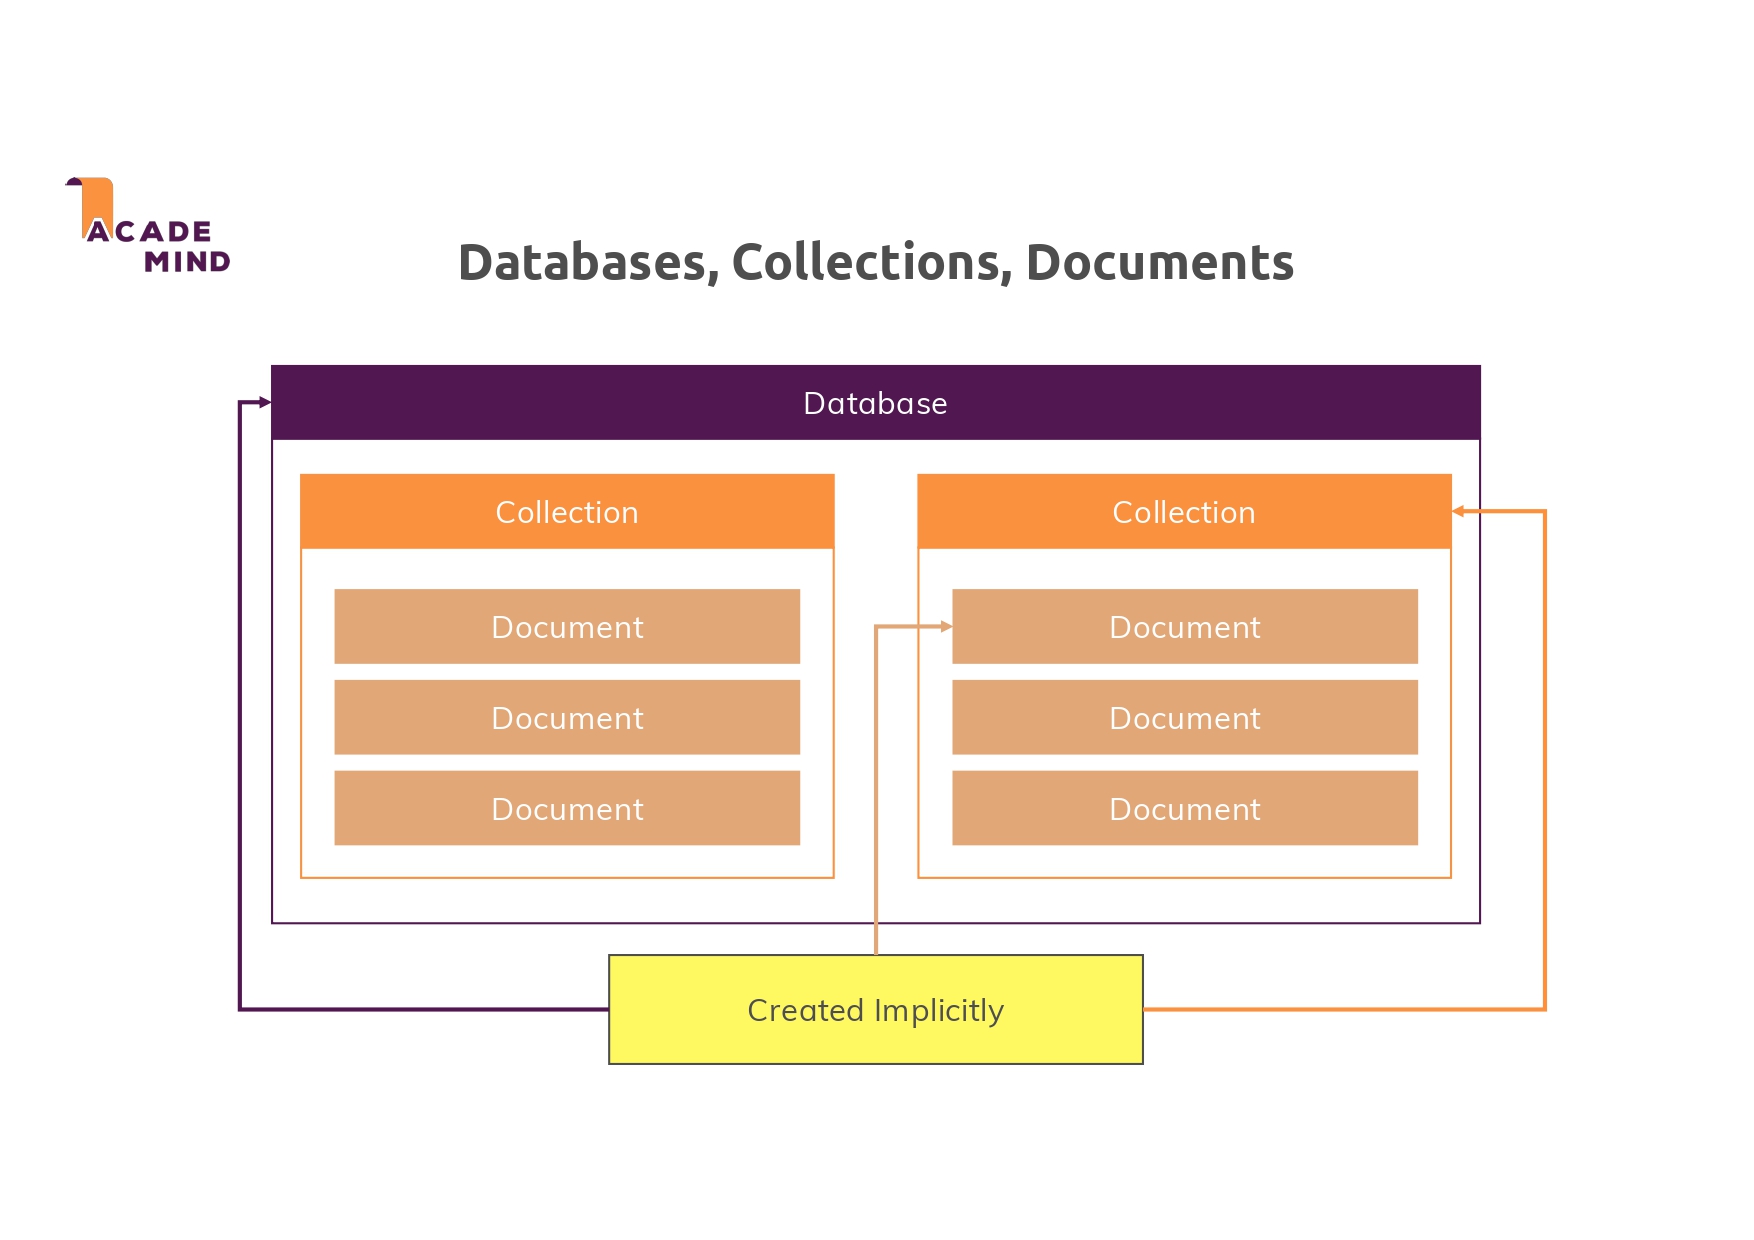 ACADE
MIND
Databases, Collections, Documents
Database
Collection
Document
Document
Document
Collection
Document
Document
Document
Created Implicitly